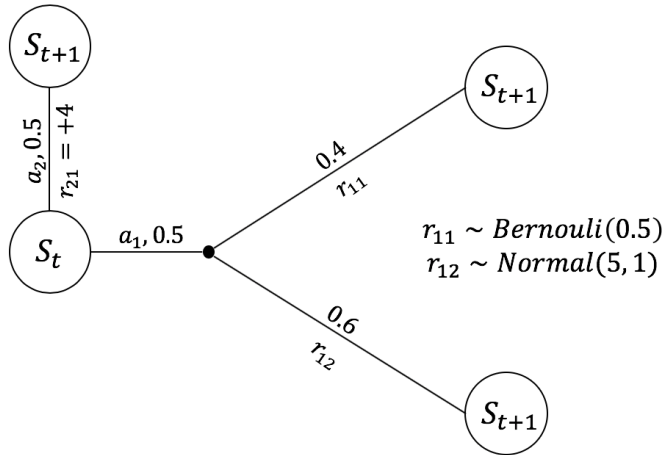 S_{t+1}
a_2, 0.5
r_{21} = +4
S_t
a_1, 0.5
0.4
r_{11}
S_{t+1}
r_{11} ~ Bernouli(0.5)
r_{12} ~ Normal(5, 1)
0.6
r_{12}
S_{t+1}